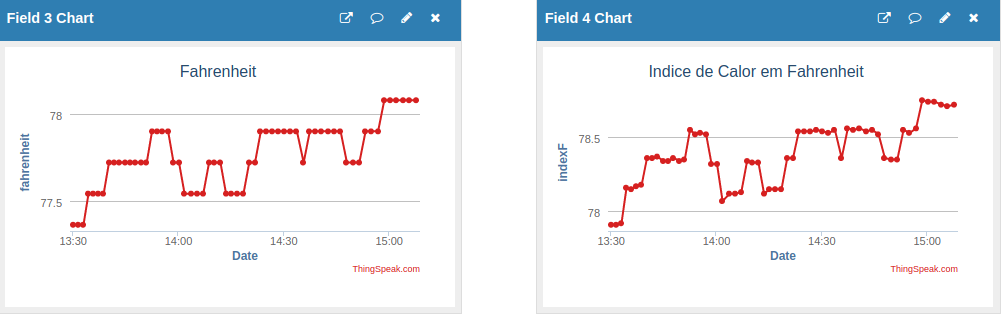 Field 3 Chart
Fahrenheit
fahrenheit
78
77.5
13:30 14:00 14:30 15:00
Date
ThingSpeak.com
Field 4 Chart
Indice de Calor em Fahrenheit
indexF
78.5
78
13:30 14:00 14:30 15:00
Date
ThingSpeak.com